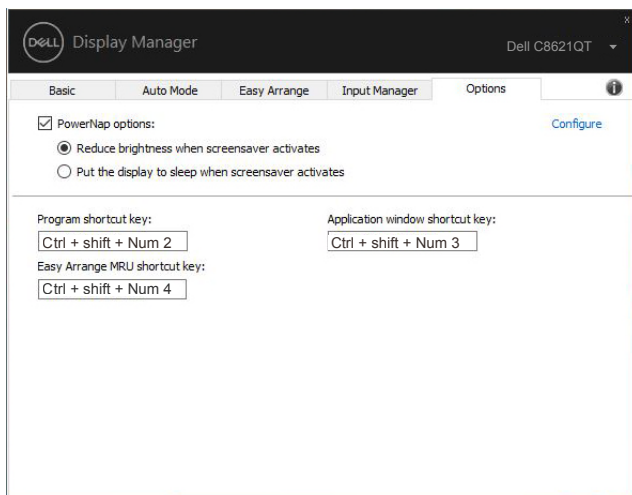 x
DELL Display Manager
Dell C8621QT
Basic Auto Mode Easy Arrange Input Manager Options i
PowerNap options: Configure
Reduce brightness when screensaver activates
Put the display to sleep when screensaver activates
Program shortcut key: Application window shortcut key:
Ctrl + shift + Num 2 Ctrl + shift + Num 3
Easy Arrange MRU shortcut key:
Ctrl + shift + Num 4